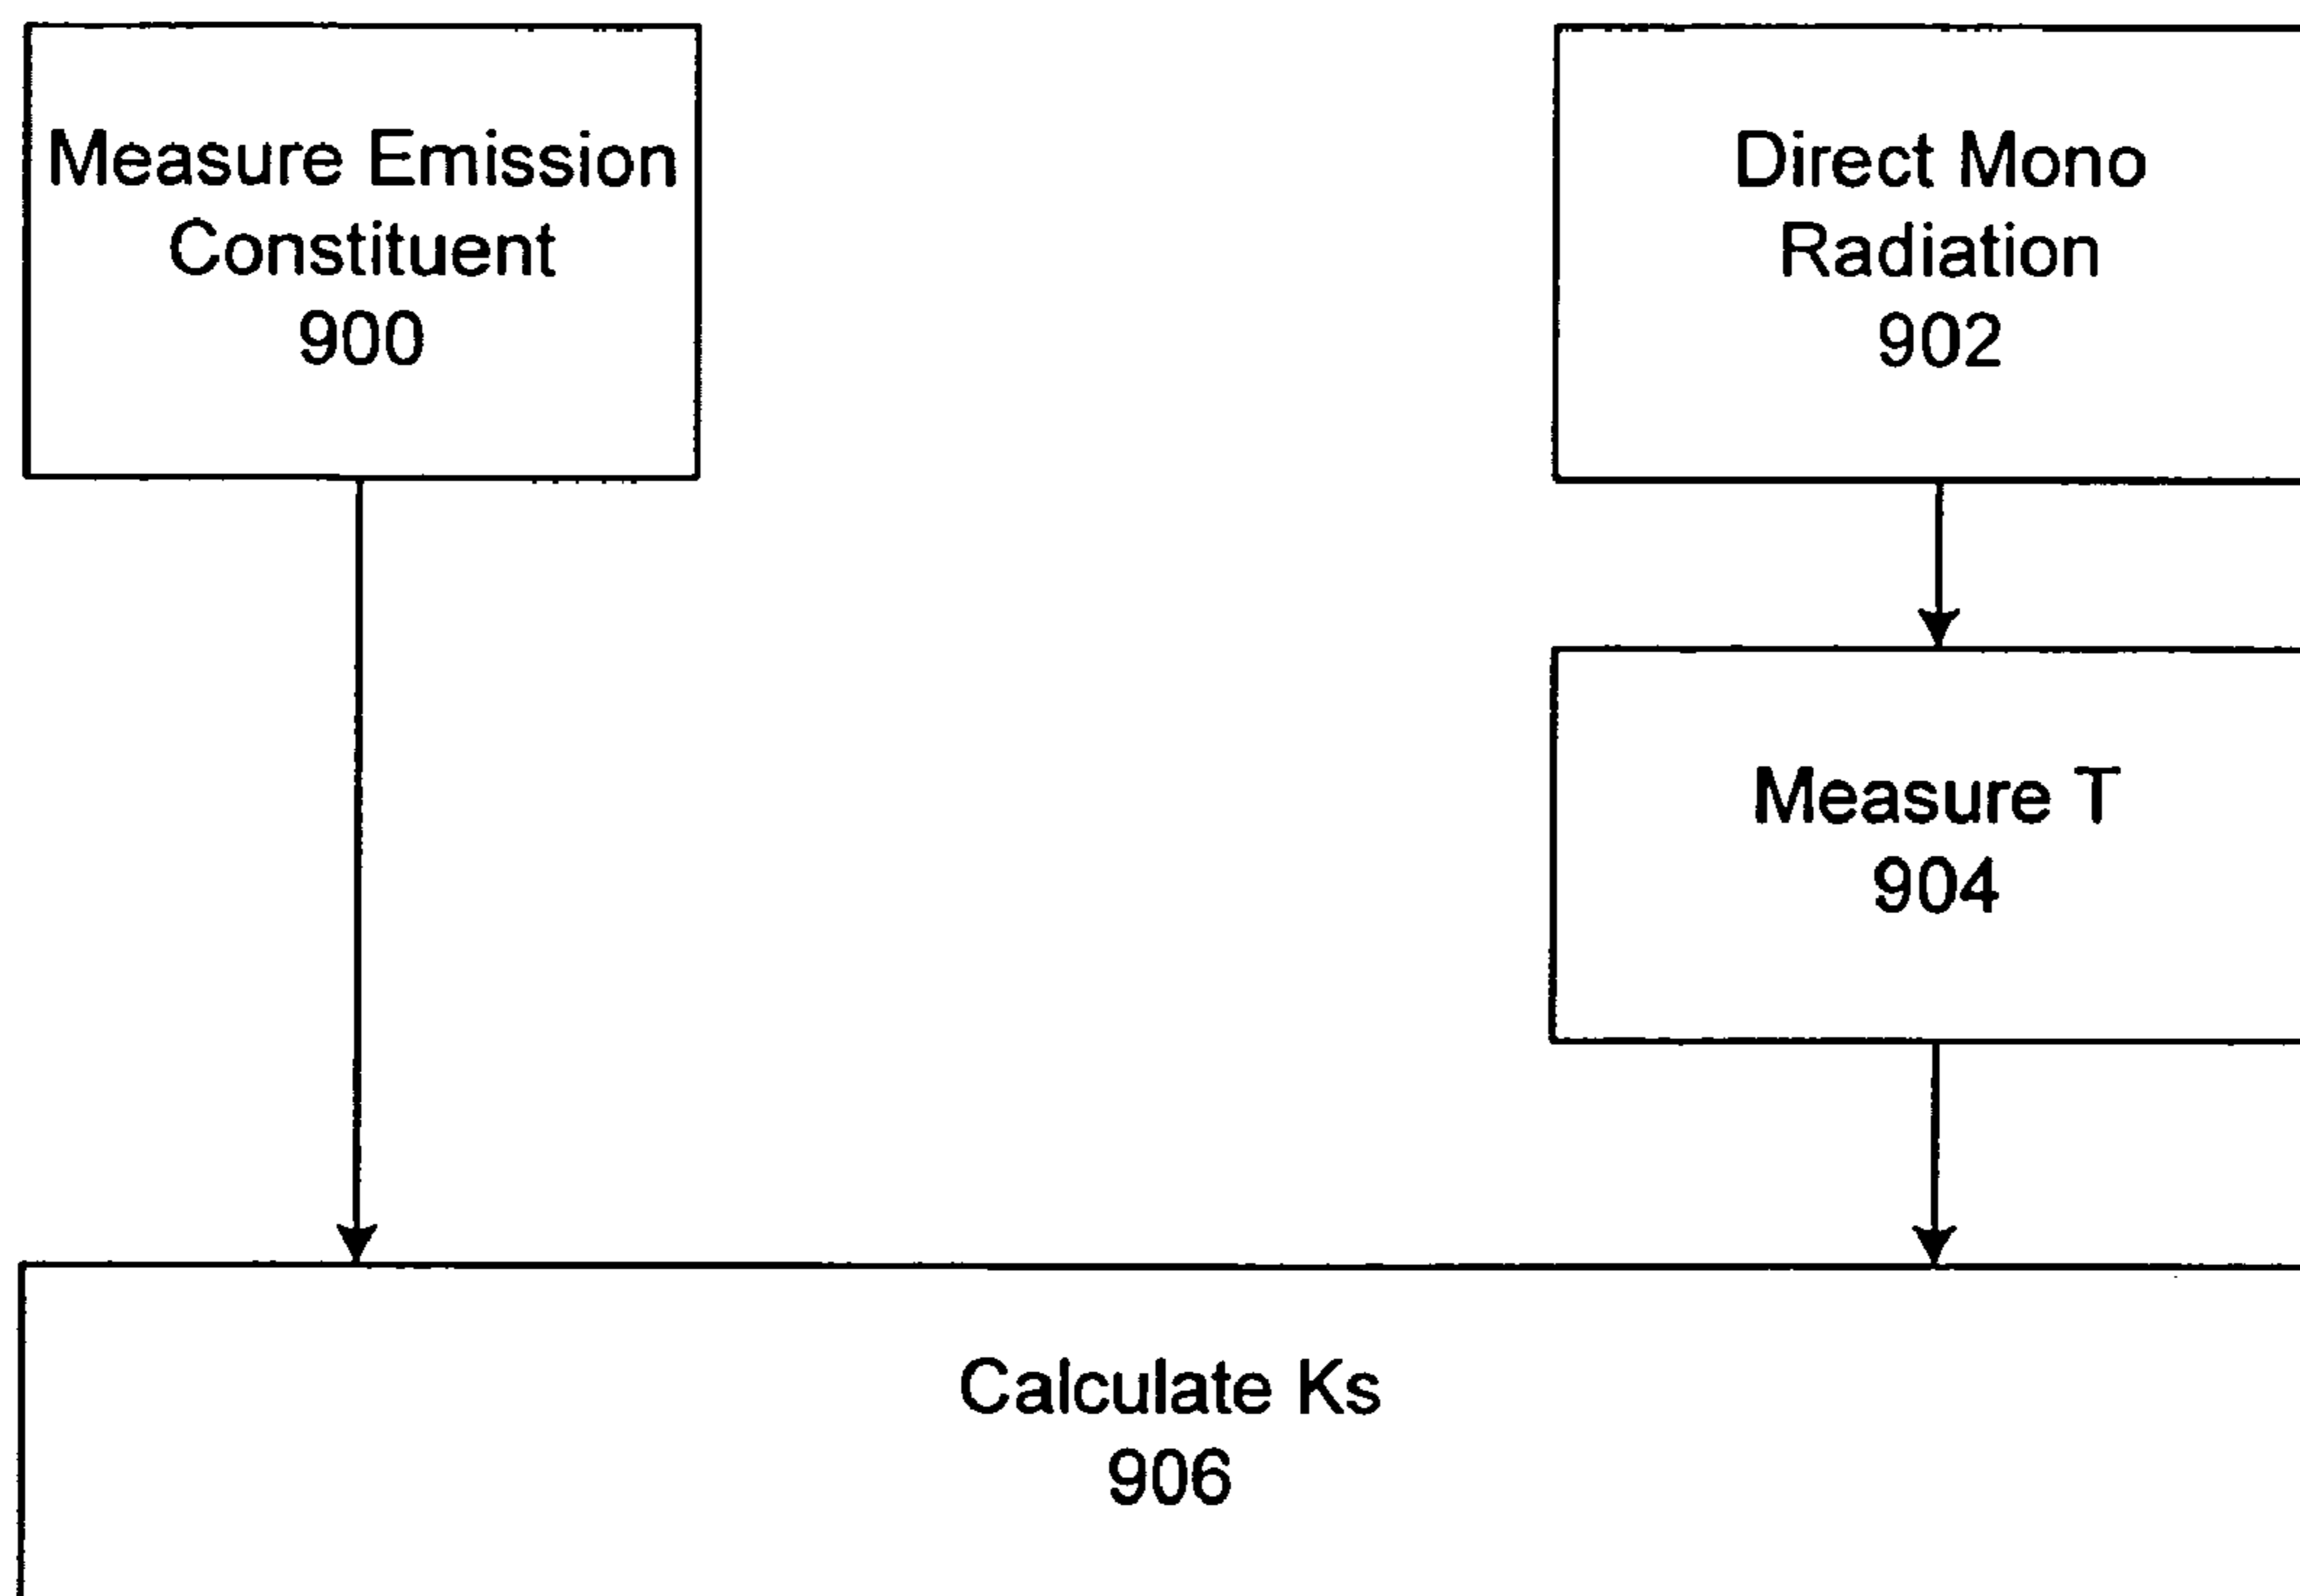 Measure Emission
Constituent
900
Direct Mono
Radiation
902
Measure T
904
Calculate Ks
906